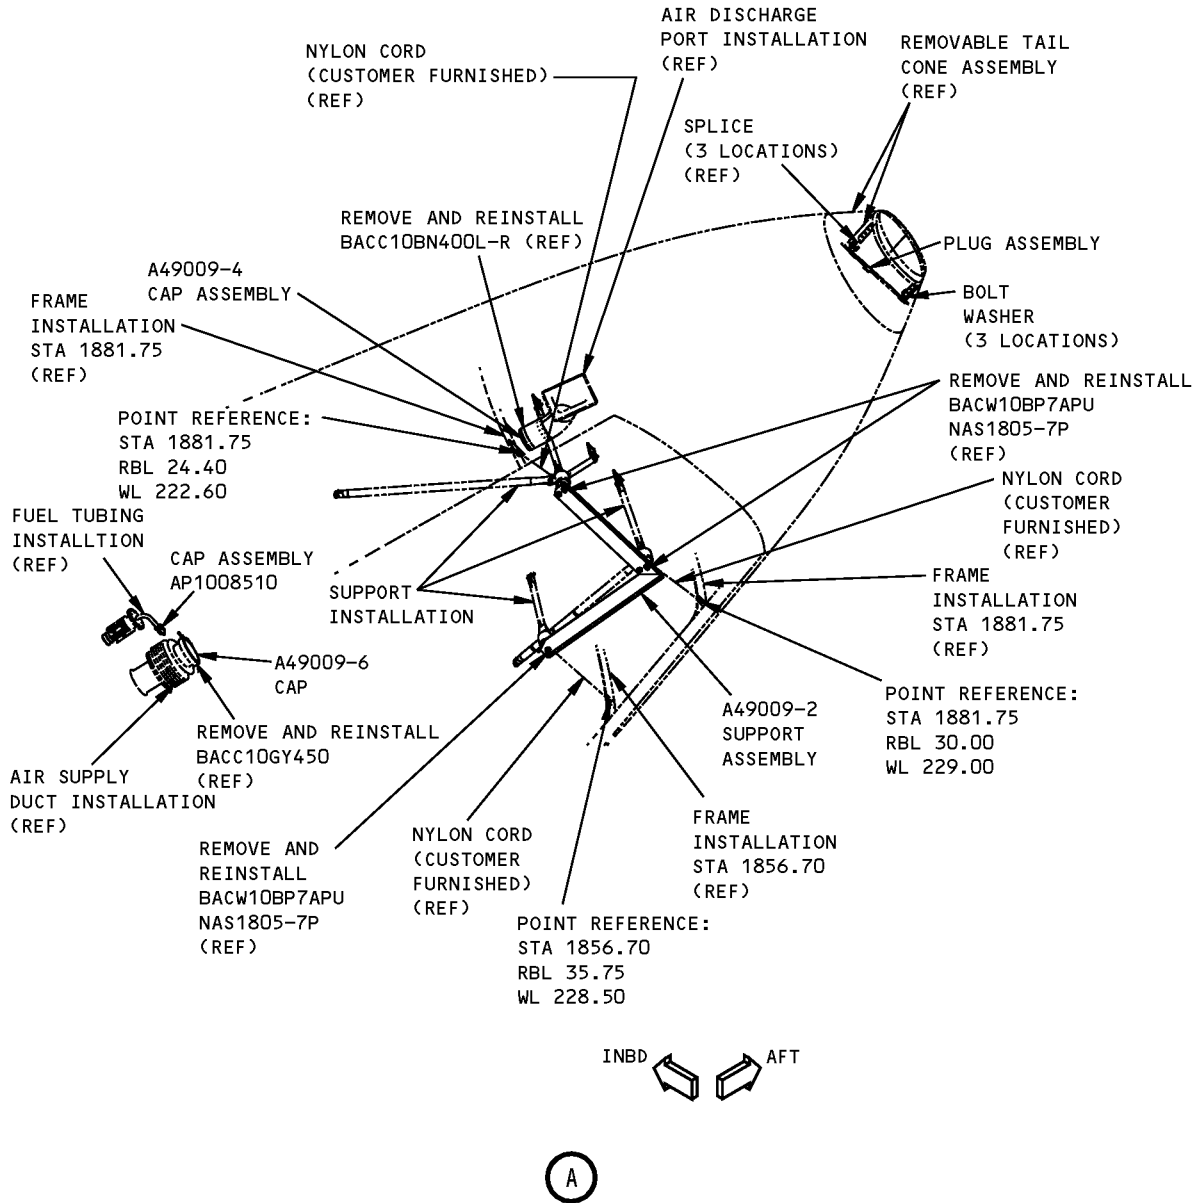 AIR DISCHARGE
PORT INSTALLATION
(REF)
REMOVABLE TAIL
CONE ASSEMBLY
(REF)
NYLON CORD
(CUSTOMER FURNISHED)
(REF)
SPLICE
(3 LOCATIONS)
(REF)
REMOVE AND REINSTALL
BACC10BN400L-R (REF)
PLUG ASSEMBLY
A49009-4
CAP ASSEMBLY
BOLT
WASHER
(3 LOCATIONS)
FRAME
INSTALLATION
STA 1881.75
(REF)
REMOVE AND REINSTALL
BACW10BP7APU
NAS1805-7P
(REF)
POINT REFERENCE:
STA 1881.75
RBL 24.40
WL 222.60
NYLON CORD
(CUSTOMER
FURNISHED)
(REF)
FUEL TUBING
INSTALLTION
(REF)
CAP ASSEMBLY
AP1008510
SUPPORT
INSTALLATION
FRAME
INSTALLATION
STA 1881.75
(REF)
A49009-6
CAP
POINT REFERENCE:
STA 1881.75
RBL 30.00
WL 229.00
A49009-2
SUPPORT
ASSEMBLY
REMOVE AND REINSTALL
BACC10GY450
(REF)
AIR SUPPLY
DUCT INSTALLATION
(REF)
REMOVE AND
REINSTALL
BACW10BP7APU
NAS1805-7P
(REF)
NYLON CORD
(CUSTOMER
FURNISHED)
(REF)
FRAME
INSTALLATION
STA 1856.70
(REF)
POINT REFERENCE:
STA 1856.70
RBL 35.75
WL 228.50
INBD
AFT
A